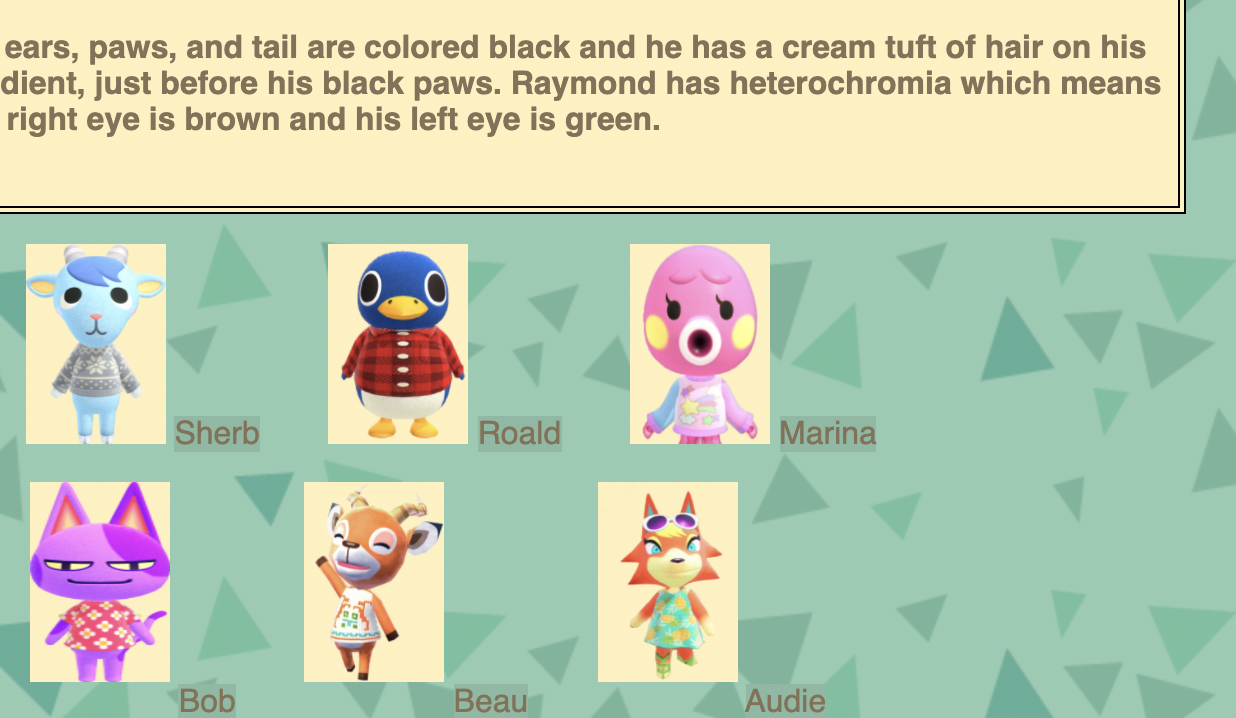 ears, paws, and tail are colored black and he has a cream tuft of hair on his
dient, just before his black paws. Raymond has heterochromia which means
right eye is brown and his left eye is green.
Sherb
Roald
Marina
Bob
Beau
Audie